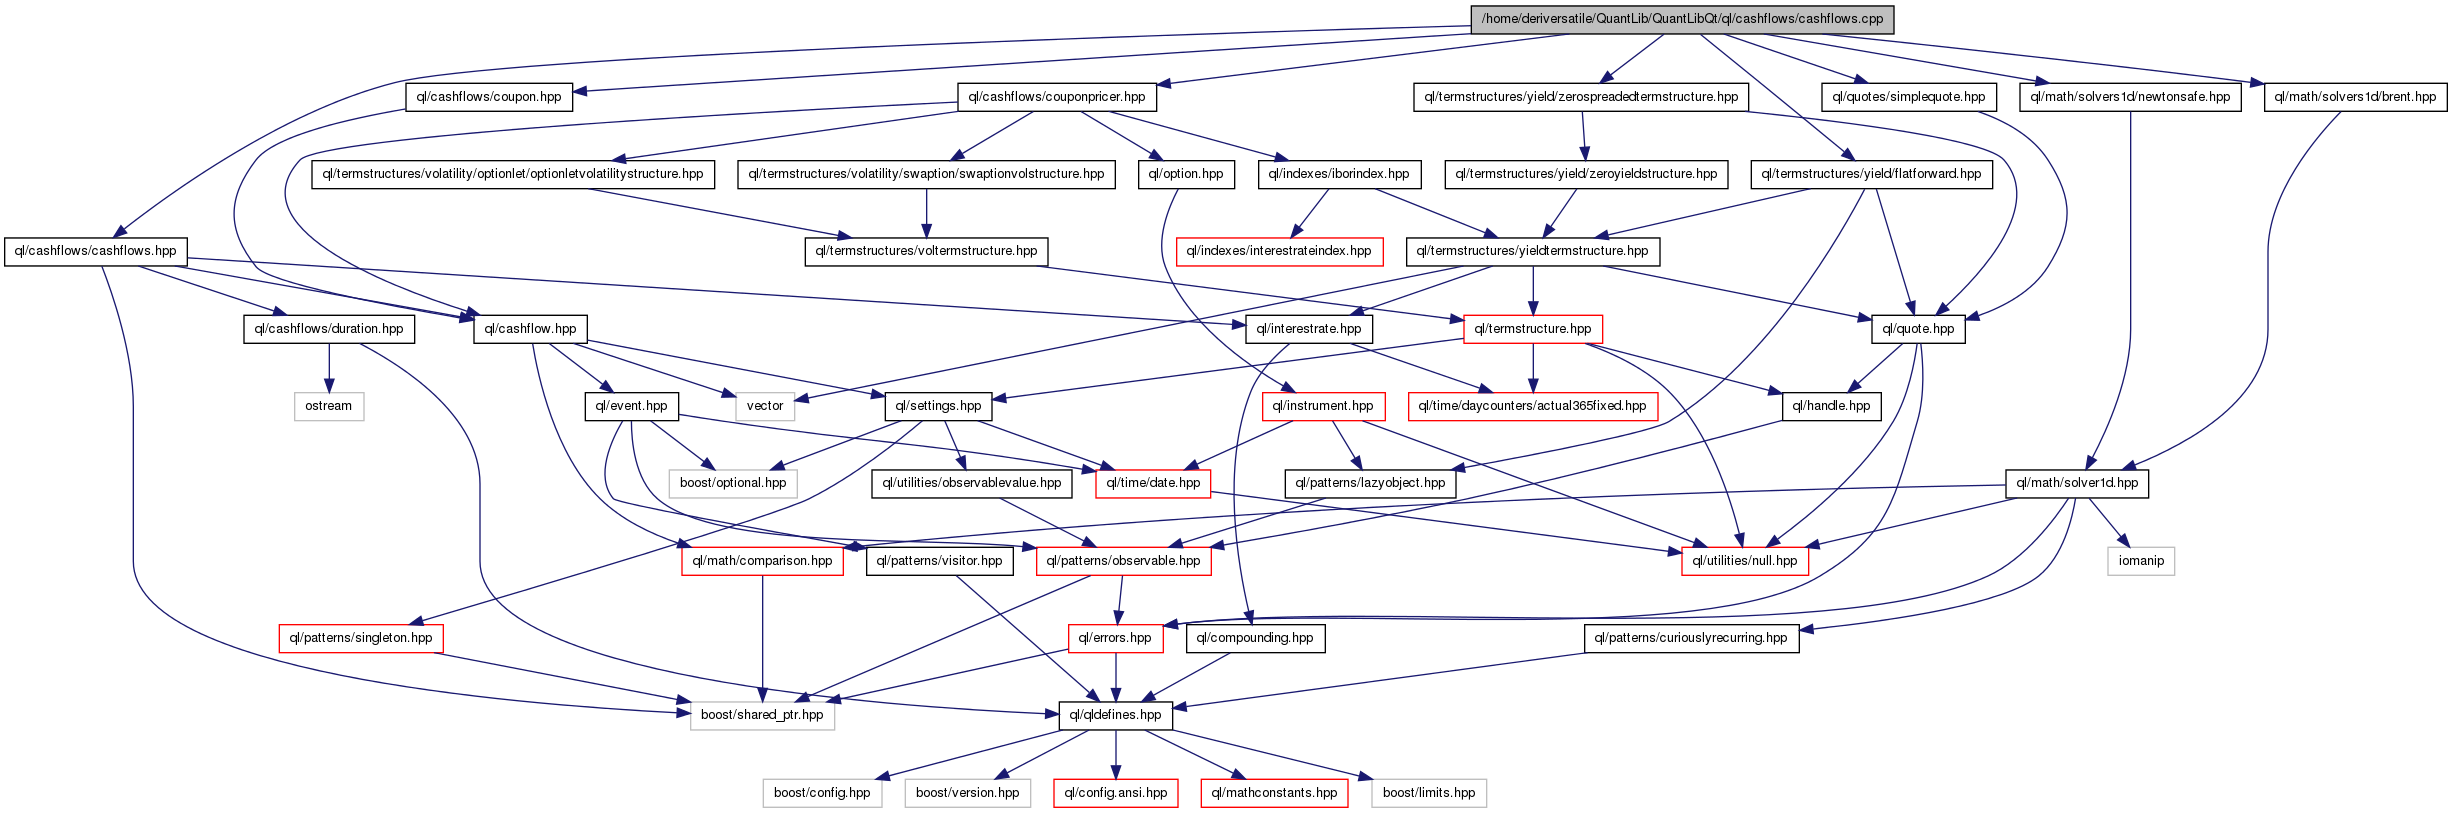 /home/deriversatile/QuantLib/QuantLibQt/ql/cashflows/cashflows.cpp
ql/cashflows/coupon.hpp
ql/cashflows/couponpricer.hpp
ql/termstructures/yield/zerospreadedtermstructure.hpp
ql/quotes/simplequote.hpp
ql/math/solvers1d/newtonsafe.hpp
ql/math/solvers1d/brent.hpp
ql/termstructures/volatility/optionlet/optionletvolatilitystructure.hpp
ql/termstructures/volatility/swaption/swaptionvolstructure.hpp
ql/option.hpp
ql/indexes/iborindex.hpp
ql/termstructures/yield/zeroyieldstructure.hpp
ql/termstructures/yield/flatforward.hpp
ql/cashflows/cashflows.hpp
ql/termstructures/voltermstructure.hpp
ql/indexes/interestrateindex.hpp
ql/termstructures/yieldtermstructure.hpp
ql/cashflows/duration.hpp
ql/cashflow.hpp
ql/interestrate.hpp
ql/termstructure.hpp
ql/quote.hpp
ostream
ql/event.hpp
vector
ql/settings.hpp
ql/instrument.hpp
ql/time/daycounters/actual365fixed.hpp
ql/handle.hpp
boost/optional.hpp
ql/utilities/observablevalue.hpp
ql/time/date.hpp
ql/patterns/lazyobject.hpp
ql/math/solver1d.hpp
ql/math/comparison.hpp
ql/patterns/visitor.hpp
ql/patterns/observable.hpp
ql/utilities/null.hpp
iomanip
ql/patterns/singleton.hpp
ql/errors.hpp
ql/compounding.hpp
ql/patterns/curiouslyrecurring.hpp
boost/shared_ptr.hpp
ql/qldefines.hpp
boost/config.hpp
boost/version.hpp
ql/config.ansi.hpp
ql/mathconstants.hpp
boost/limits.hpp